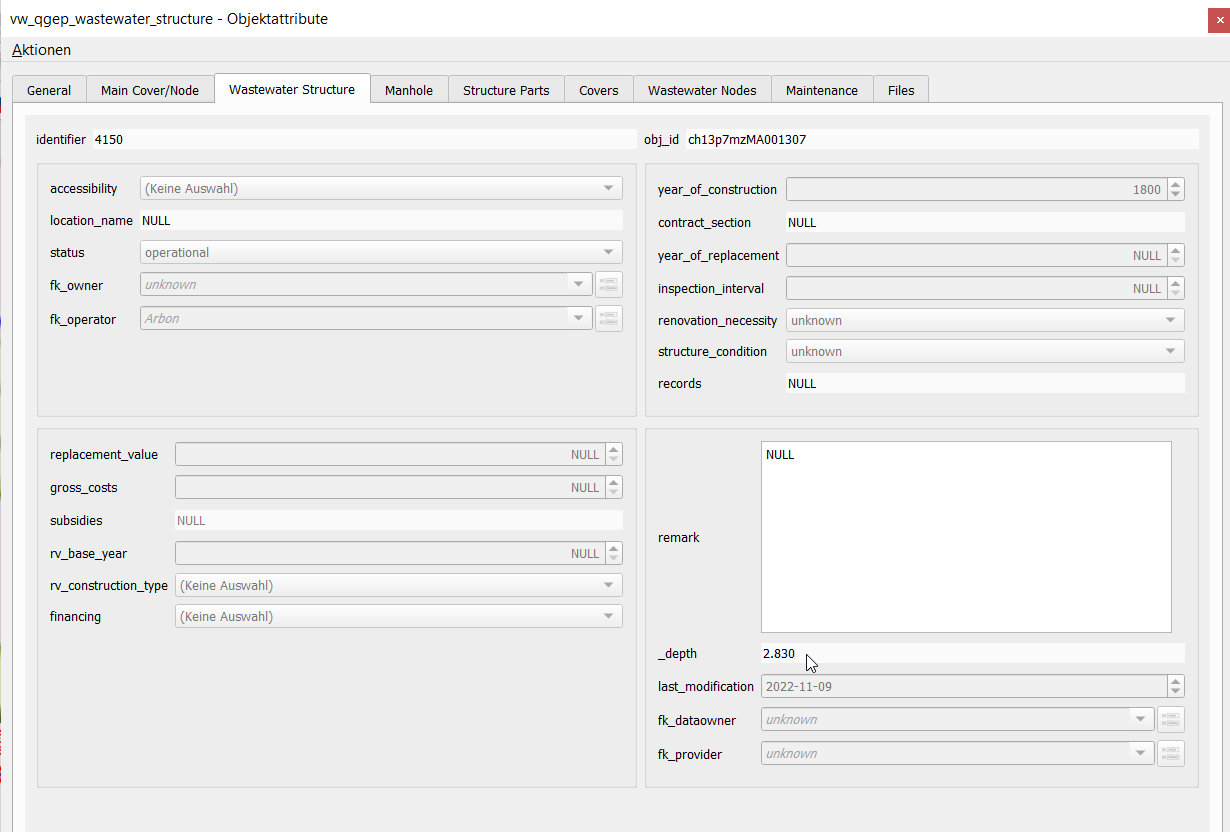 vw_qgep_wastewater_structure - Objektattribute
×
Aktionen
General Main Cover/Node Wastewater Structure Manhole Structure Parts Covers Wastewater Nodes Maintenance Files
identifier 4150
obj_id ch13p7mzMA001307
accessibility (Keine Auswahl)
location_name NULL
status operational
fk_owner unknown
fk_operator Arbon
year_of_construction 1800
contract_section NULL
year_of_replacement NULL
inspection_interval NULL
renovation_necessity unknown
structure_condition unknown
records NULL
replacement_value NULL
gross_costs NULL
subsidies NULL
rv_base_year NULL
rv_construction_type (Keine Auswahl)
financing (Keine Auswahl)
remark NULL
_depth 2.830
last_modification 2022-11-09
fk_dataowner unknown
fk_provider unknown